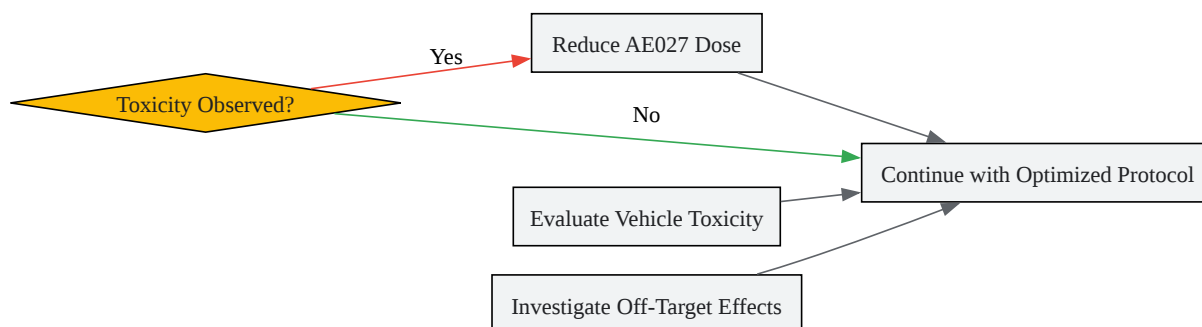 Reduce AE027 Dose
Yes
Toxicity Observed?
No
Continue with Optimized Protocol
Evaluate Vehicle Toxicity
Investigate Off-Target Effects